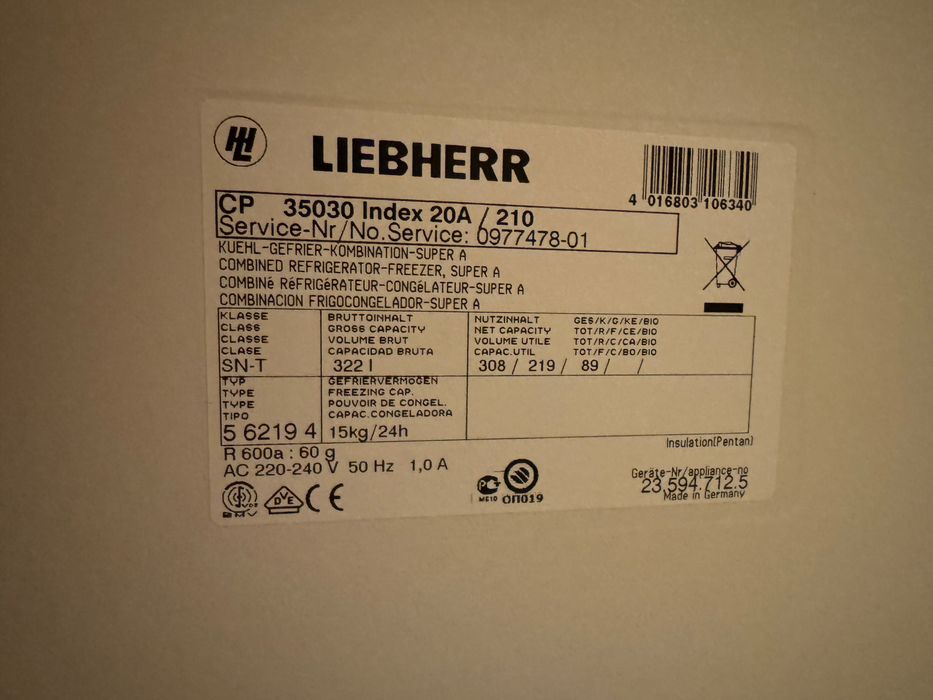 LIEBHERR
4 016803 106340
CP 35030 Index 20A / 210
Service-Nr/No.Service: 0977478-01
KUEHL-GEFRIER-KOMBINATION-SUPER A
COMBINED REFRIGERATOR-FREEZER, SUPER A
COMBINé RéFRIGéRATEUR-CONGéLATEUR-SUPER A
COMBINACION FRIGOCONGELADOR-SUPER A
KLASSE BRUTTOINHALT NUTZINHALT GES/K/G/KE/BIO
CLASS GROSS CAPACITY NET CAPACITY TOT/R/F/CE/BIO
CLASSE VOLUME BRUT VOLUME UTILE TOT/R/C/CA/BIO
CLASE CAPACIDAD BRUTA CAPAC.UTIL TOT/F/C/BO/BIO
SN-T 322 l 308 / 219 / 89 / /
TYP GEFRIERVERMöGEN
TYPE FREEZING CAP.
TYPE POUVOIR DE CONGEL.
TIPO CAPAC.CONGELADORA
5 6219 4 15kg/24h
Insulation(Pentan)
R 600a : 60 g
AC 220-240 V 50 Hz 1,0 A
Geräte-Nr/appliance-no
23.594.712.5
Made in Germany
DVE CE
МЕ10 ОП019